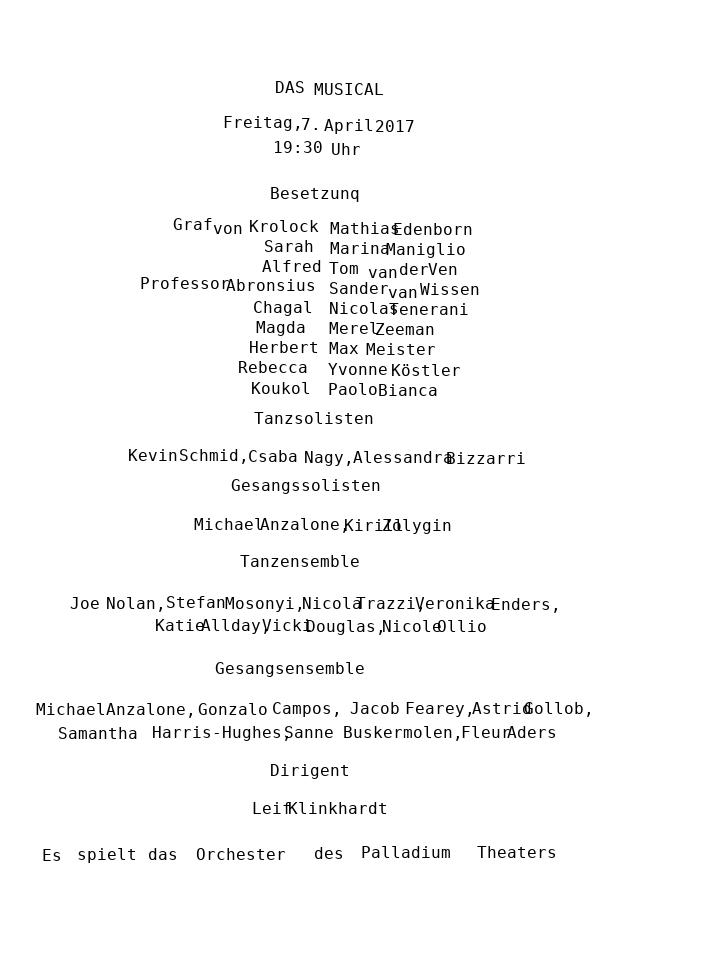 DAS MUSICAL
Freitag, 7. April 2017
19:30 Uhr
Besetzunq
Graf von Krolock Mathias Edenborn
Sarah Marina Maniglio
Alfred Tom van der Ven
Professor Abronsius Sander van Wissen
Chagal Nicolas Tenerani
Magda Merel Zeeman
Herbert Max Meister
Rebecca Yvonne Köstler
Koukol Paolo Bianca
Tanzsolisten
Kevin Schmid, Csaba Nagy, Alessandra Bizzarri
Gesangssolisten
Michael Anzalone, Kirill Zolygin
Tanzensemble
Joe Nolan, Stefan Mosonyi, Nicola Trazzi, Veronika Enders,
Katie Allday, Vicki Douglas, Nicole Ollio
Gesangsensemble
Michael Anzalone, Gonzalo Campos, Jacob Fearey, Astrid Gollob,
Samantha Harris-Hughes, Sanne Buskermolen, Fleur Aders
Dirigent
Leif Klinkhardt
Es spielt das Orchester des Palladium Theaters